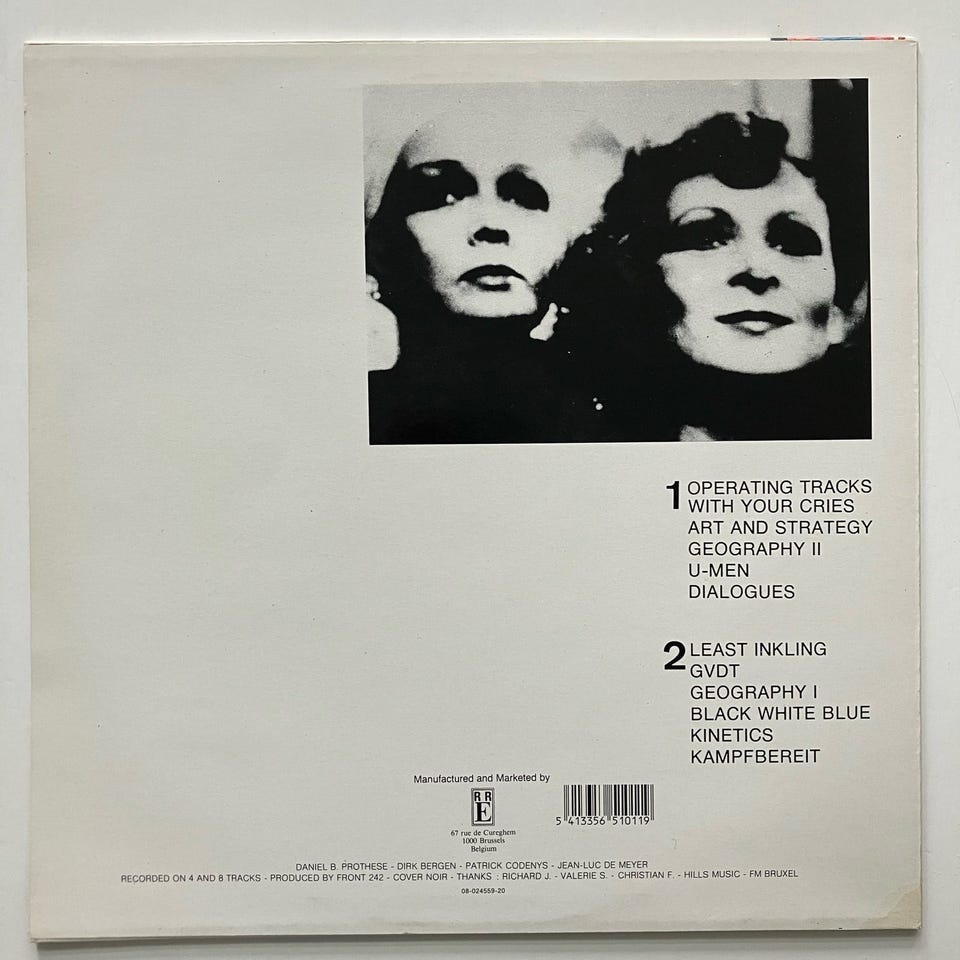 1 OPERATING TRACKS
WITH YOUR CRIES
ART AND STRATEGY
GEOGRAPHY II
U-MEN
DIALOGUES
2 LEAST INKLING
GVDT
GEOGRAPHY I
BLACK WHITE BLUE
KINETICS
KAMPFBEREIT
Manufactured and Marketed by
R R
E
67 rue de Cureghem
1000 Brussels
Belgium
5 413356 510119
DANIEL B. PROTHESE - DIRK BERGEN - PATRICK CODENYS - JEAN-LUC DE MEYER
RECORDED ON 4 AND 8 TRACKS - PRODUCED BY FRONT 242 - COVER NOIR - THANKS : RICHARD J. - VALERIE S. - CHRISTIAN F. - HILLS MUSIC - FM BRUXEL
08-024559-20